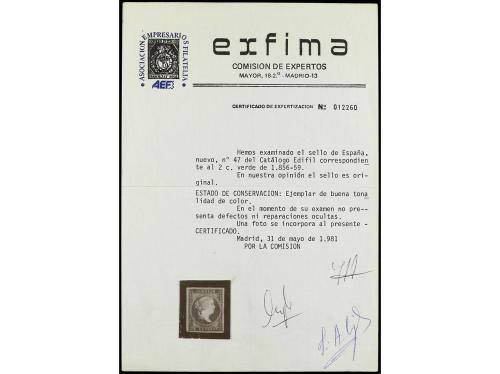 ASOCIACION EMPRESARIOS FILATELIA
AEF
exfima
COMISION DE EXPERTOS
MAYOR, 18-2.º - MADRID-13
CERTIFICADO DE EXPERTIZACION Nº 012260
Hemos examinado el sello de España,
nuevo, nº 47 del Catálogo Edifil correspondien
te al 2 c. verde de 1.856-59.
En nuestra opinión el sello es ori-
ginal.
ESTADO DE CONSERVACION: Ejemplar de buena tona
lidad de color.
En el momento de su examen no pre-
senta defectos ni reparaciones ocultas.
Una foto se incorpora al presente -
CERTIFICADO.
Madrid, 31 de mayo de 1.981
POR LA COMISION